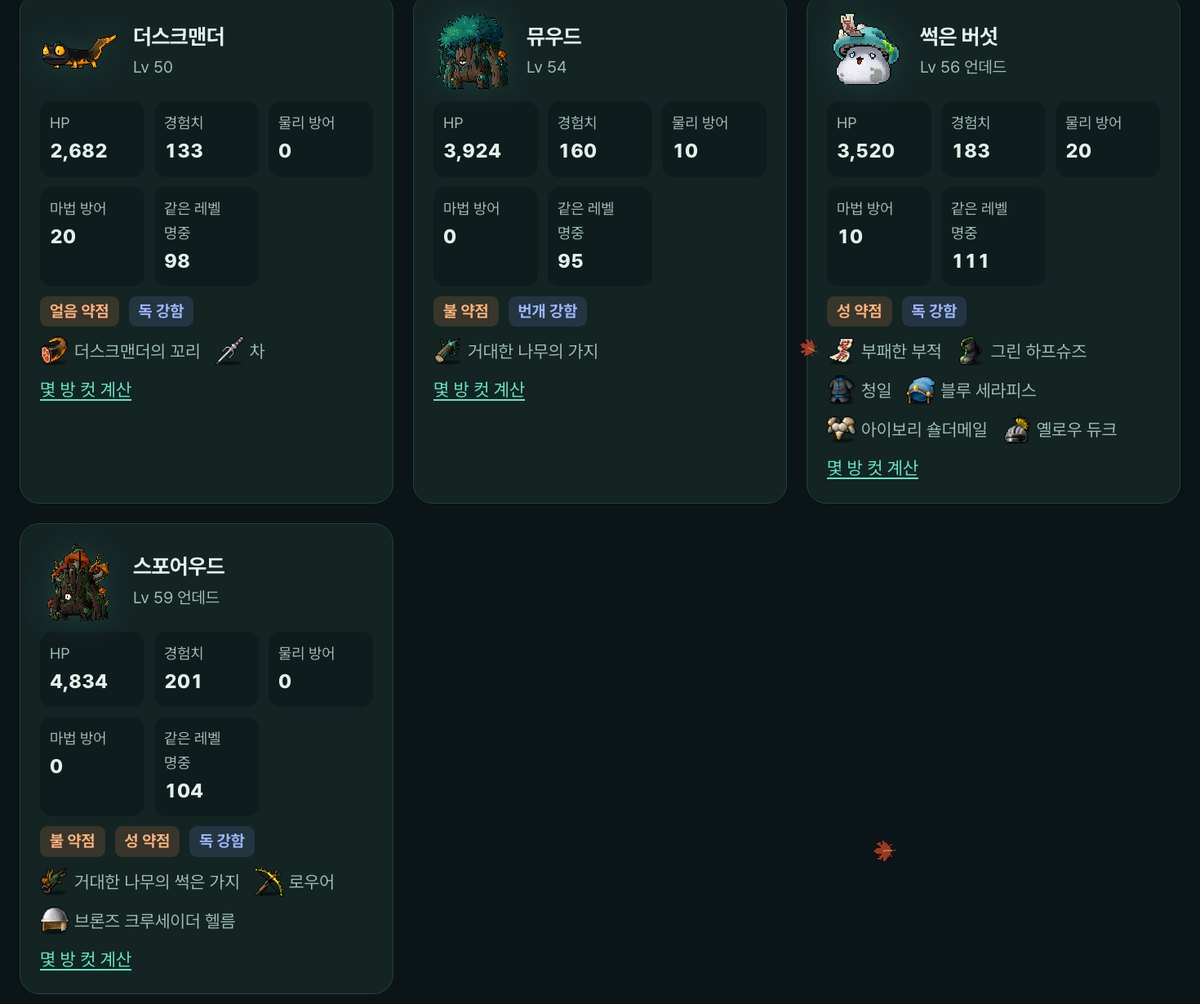 더스크맨더
Lv 50
HP
2,682
경험치
133
물리 방어
0
마법 방어
20
같은 레벨
명중
98
얼음 약점
독 강함
더스크맨더의 꼬리
차
몇 방 컷 계산
뮤우드
Lv 54
HP
3,924
경험치
160
물리 방어
10
마법 방어
0
같은 레벨
명중
95
불 약점
번개 강함
거대한 나무의 가지
몇 방 컷 계산
썩은 버섯
Lv 56 언데드
HP
3,520
경험치
183
물리 방어
20
마법 방어
10
같은 레벨
명중
111
성 약점
독 강함
부패한 부적
그린 하프슈즈
청일
블루 세라피스
아이보리 숄더메일
옐로우 듀크
몇 방 컷 계산
스포어우드
Lv 59 언데드
HP
4,834
경험치
201
물리 방어
0
마법 방어
0
같은 레벨
명중
104
불 약점
성 약점
독 강함
거대한 나무의 썩은 가지
로우어
브론즈 크루세이더 헬름
몇 방 컷 계산